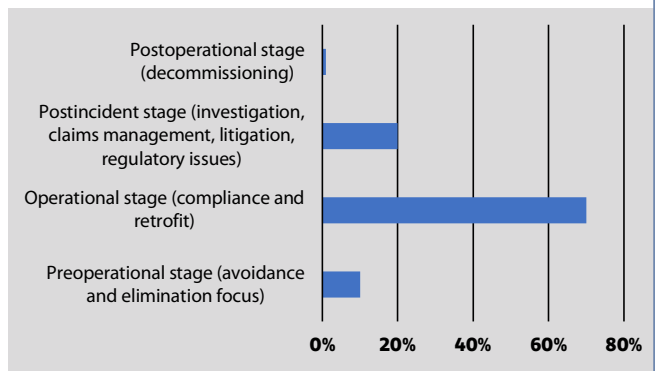 Postoperational stage
(decommissioning)
Postincident stage (investigation,
claims management, litigation,
regulatory issues)
Operational stage (compliance and
retrofit)
Preoperational stage (avoidance
and elimination focus)
0% 20% 40% 60% 80%